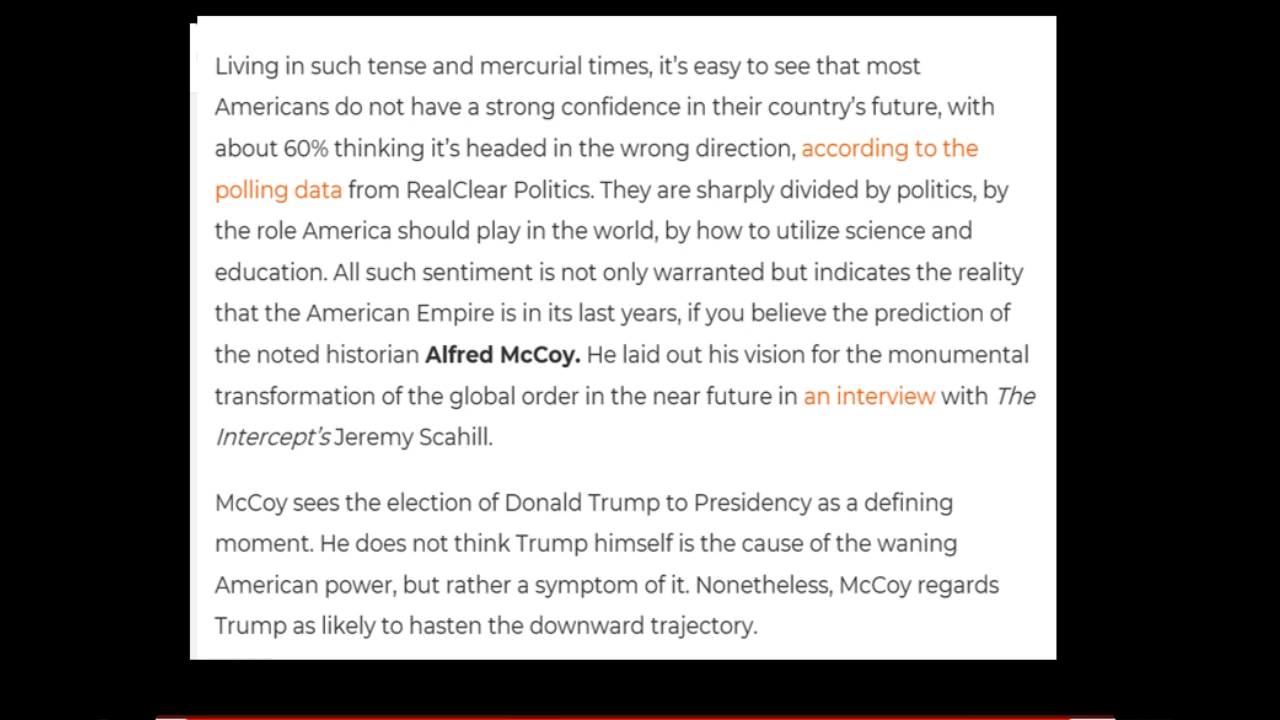 Living in such tense and mercurial times, it’s easy to see that most
Americans do not have a strong confidence in their country’s future, with
about 60% thinking it’s headed in the wrong direction, according to the
polling data from RealClear Politics. They are sharply divided by politics, by
the role America should play in the world, by how to utilize science and
education. All such sentiment is not only warranted but indicates the reality
that the American Empire is in its last years, if you believe the prediction of
the noted historian Alfred McCoy. He laid out his vision for the monumental
transformation of the global order in the near future in an interview with The
Intercept’s Jeremy Scahill.
McCoy sees the election of Donald Trump to Presidency as a defining
moment. He does not think Trump himself is the cause of the waning
American power, but rather a symptom of it. Nonetheless, McCoy regards
Trump as likely to hasten the downward trajectory.